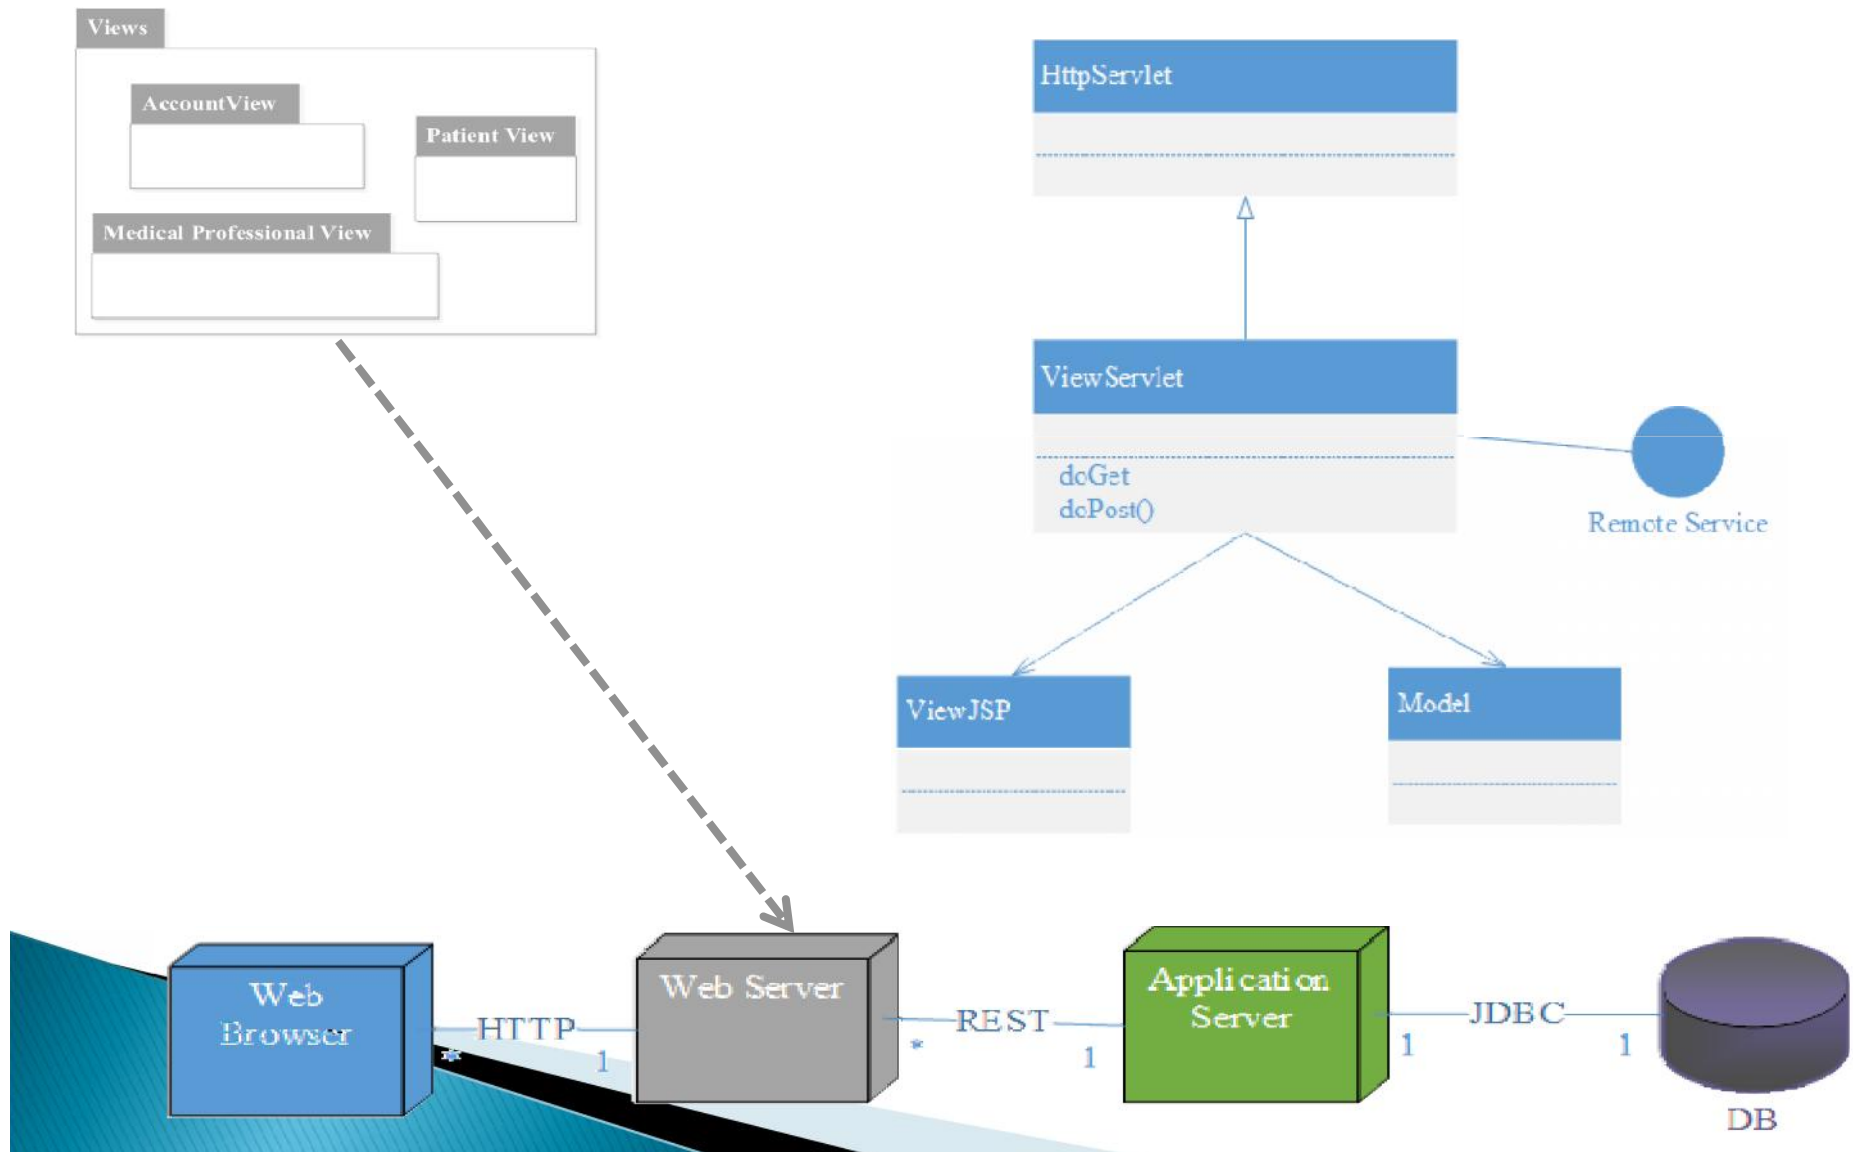 Views
AccountView
Patient View
Medical Professional View
HttpServlet
ViewServlet
doGet
doPost()
Remote Service
ViewJSP
Model
Web
Browser
* HTTP 1
Web Server
* REST 1
Application
Server
1 JDBC 1
DB